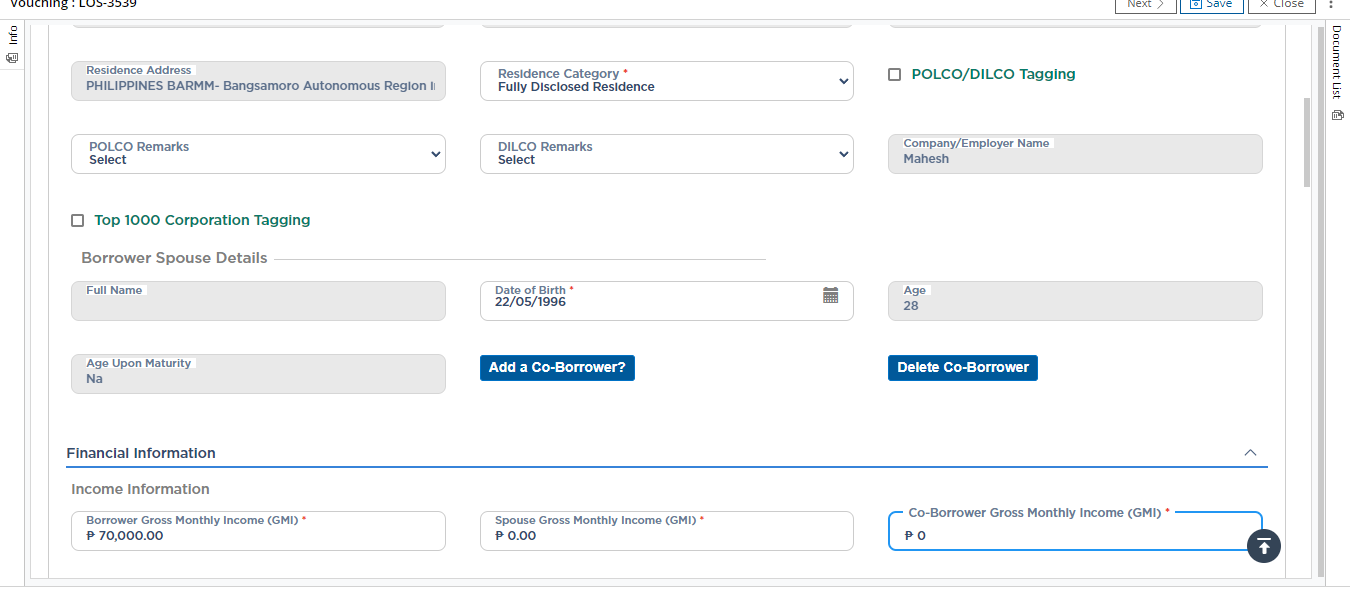 Vouching : LOS-3539
Next
Save
Close
Info
Document List
Residence Address
PHILIPPINES BARMM- Bangsamoro Autonomous Region I
Residence Category *
Fully Disclosed Residence
POLCO/DILCO Tagging
POLCO Remarks
Select
DILCO Remarks
Select
Company/Employer Name
Mahesh
Top 1000 Corporation Tagging
Borrower Spouse Details
Full Name
Date of Birth *
22/05/1996
Age
28
Age Upon Maturity
Na
Add a Co-Borrower?
Delete Co-Borrower
Financial Information
Income Information
Borrower Gross Monthly Income (GMI) *
₱ 70,000.00
Spouse Gross Monthly Income (GMI) *
₱ 0.00
Co-Borrower Gross Monthly Income (GMI) *
₱ 0